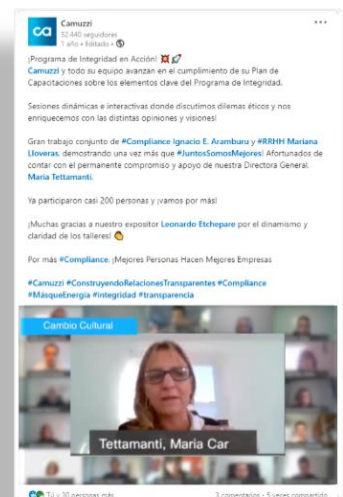 Camuzzi
32.440 seguidores
1 año • Editado •
¡Programa de Integridad en Acción!
Camuzzi y todo su equipo avanzan en el cumplimiento de su Plan de
Capacitaciones sobre los elementos clave del Programa de Integridad.
Sesiones dinámicas e interactivas donde discutimos dilemas éticos y nos
enriquecemos con las distintas opiniones y visiones!
Gran trabajo conjunto de #Compliance Ignacio E. Aramburu y #RRHH Mariana
Lloveras, demostrando una vez más que #JuntosSomosMejores! Afortunados de
contar con el permanente compromiso y apoyo de nuestra Directora General,
María Tettamanti.
Ya participaron casi 200 personas y ¡vamos por más!
¡Muchas gracias a nuestro expositor Leonardo Etchepare por el dinamismo y
claridad de los talleres!
Por más #Compliance. ¡Mejores Personas Hacen Mejores Empresas
#Camuzzi #ConstruyendoRelacionesTransparentes #Compliance
#MásqueEnergía #integridad #transparencia
Cambio Cultural
Tettamanti, Maria Car
Tú y 30 personas más
3 comentarios • 5 veces compartido